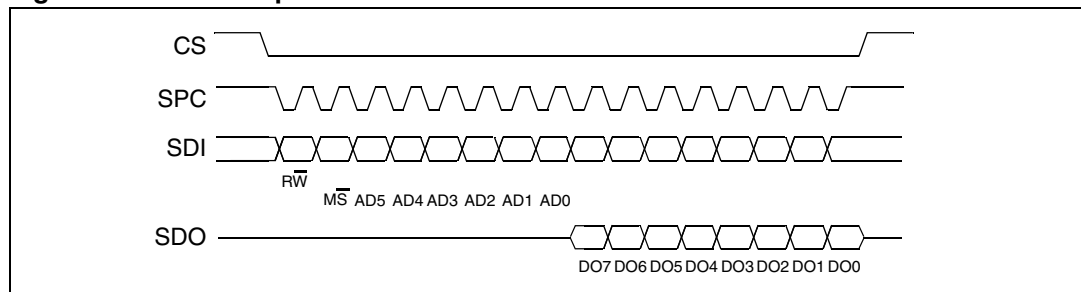 CS
SPC
SDI
RW̅
MS̅ AD5 AD4 AD3 AD2 AD1 AD0
SDO
DO7 DO6 DO5 DO4 DO3 DO2 DO1 DO0